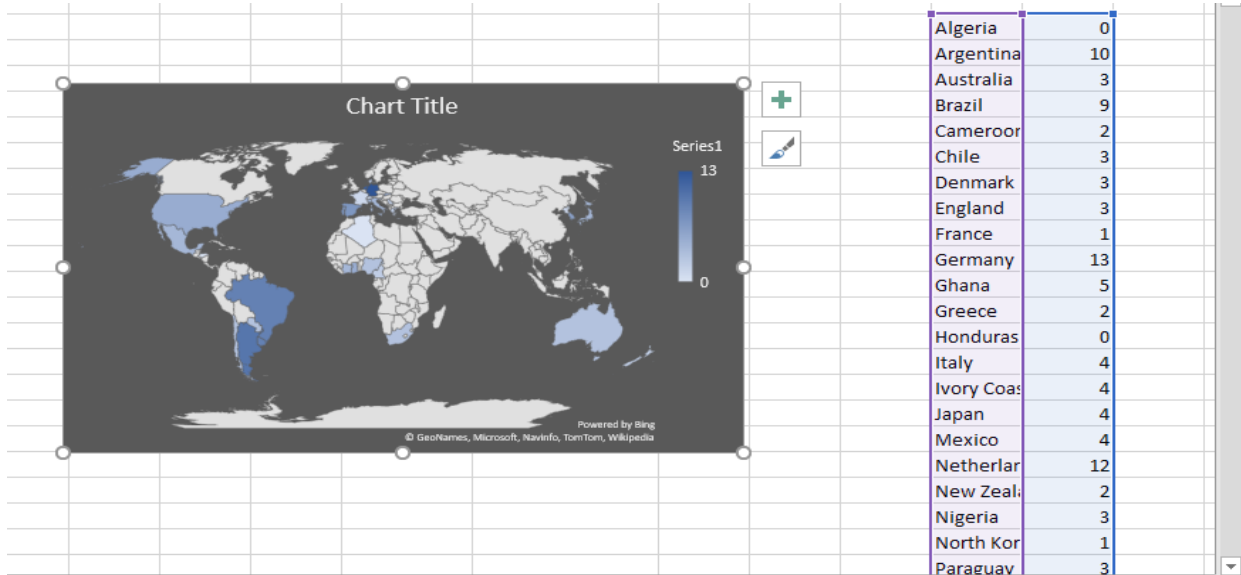 Chart Title
Series1
13
0
Powered by Bing
© GeoNames, Microsoft, Navinfo, TomTom, Wikipedia
Algeria 0
Argentina 10
Australia 3
Brazil 9
Cameroor 2
Chile 3
Denmark 3
England 3
France 1
Germany 13
Ghana 5
Greece 2
Honduras 0
Italy 4
Ivory Coas 4
Japan 4
Mexico 4
Netherlar 12
New Zeala 2
Nigeria 3
North Kor 1
Paraguay 3